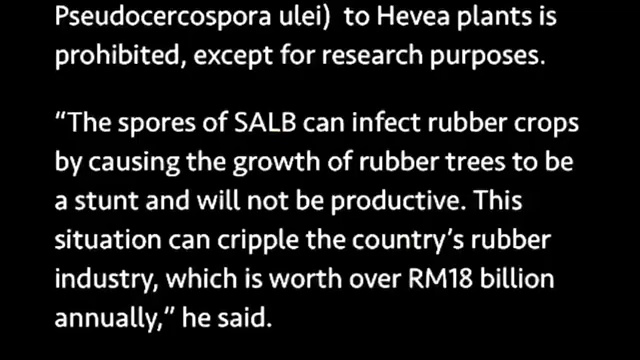 Pseudocercospora ulei)  to Hevea plants is
prohibited, except for research purposes.
“The spores of SALB can infect rubber crops
by causing the growth of rubber trees to be
a stunt and will not be productive. This
situation can cripple the country’s rubber
industry, which is worth over RM18 billion
annually,” he said.